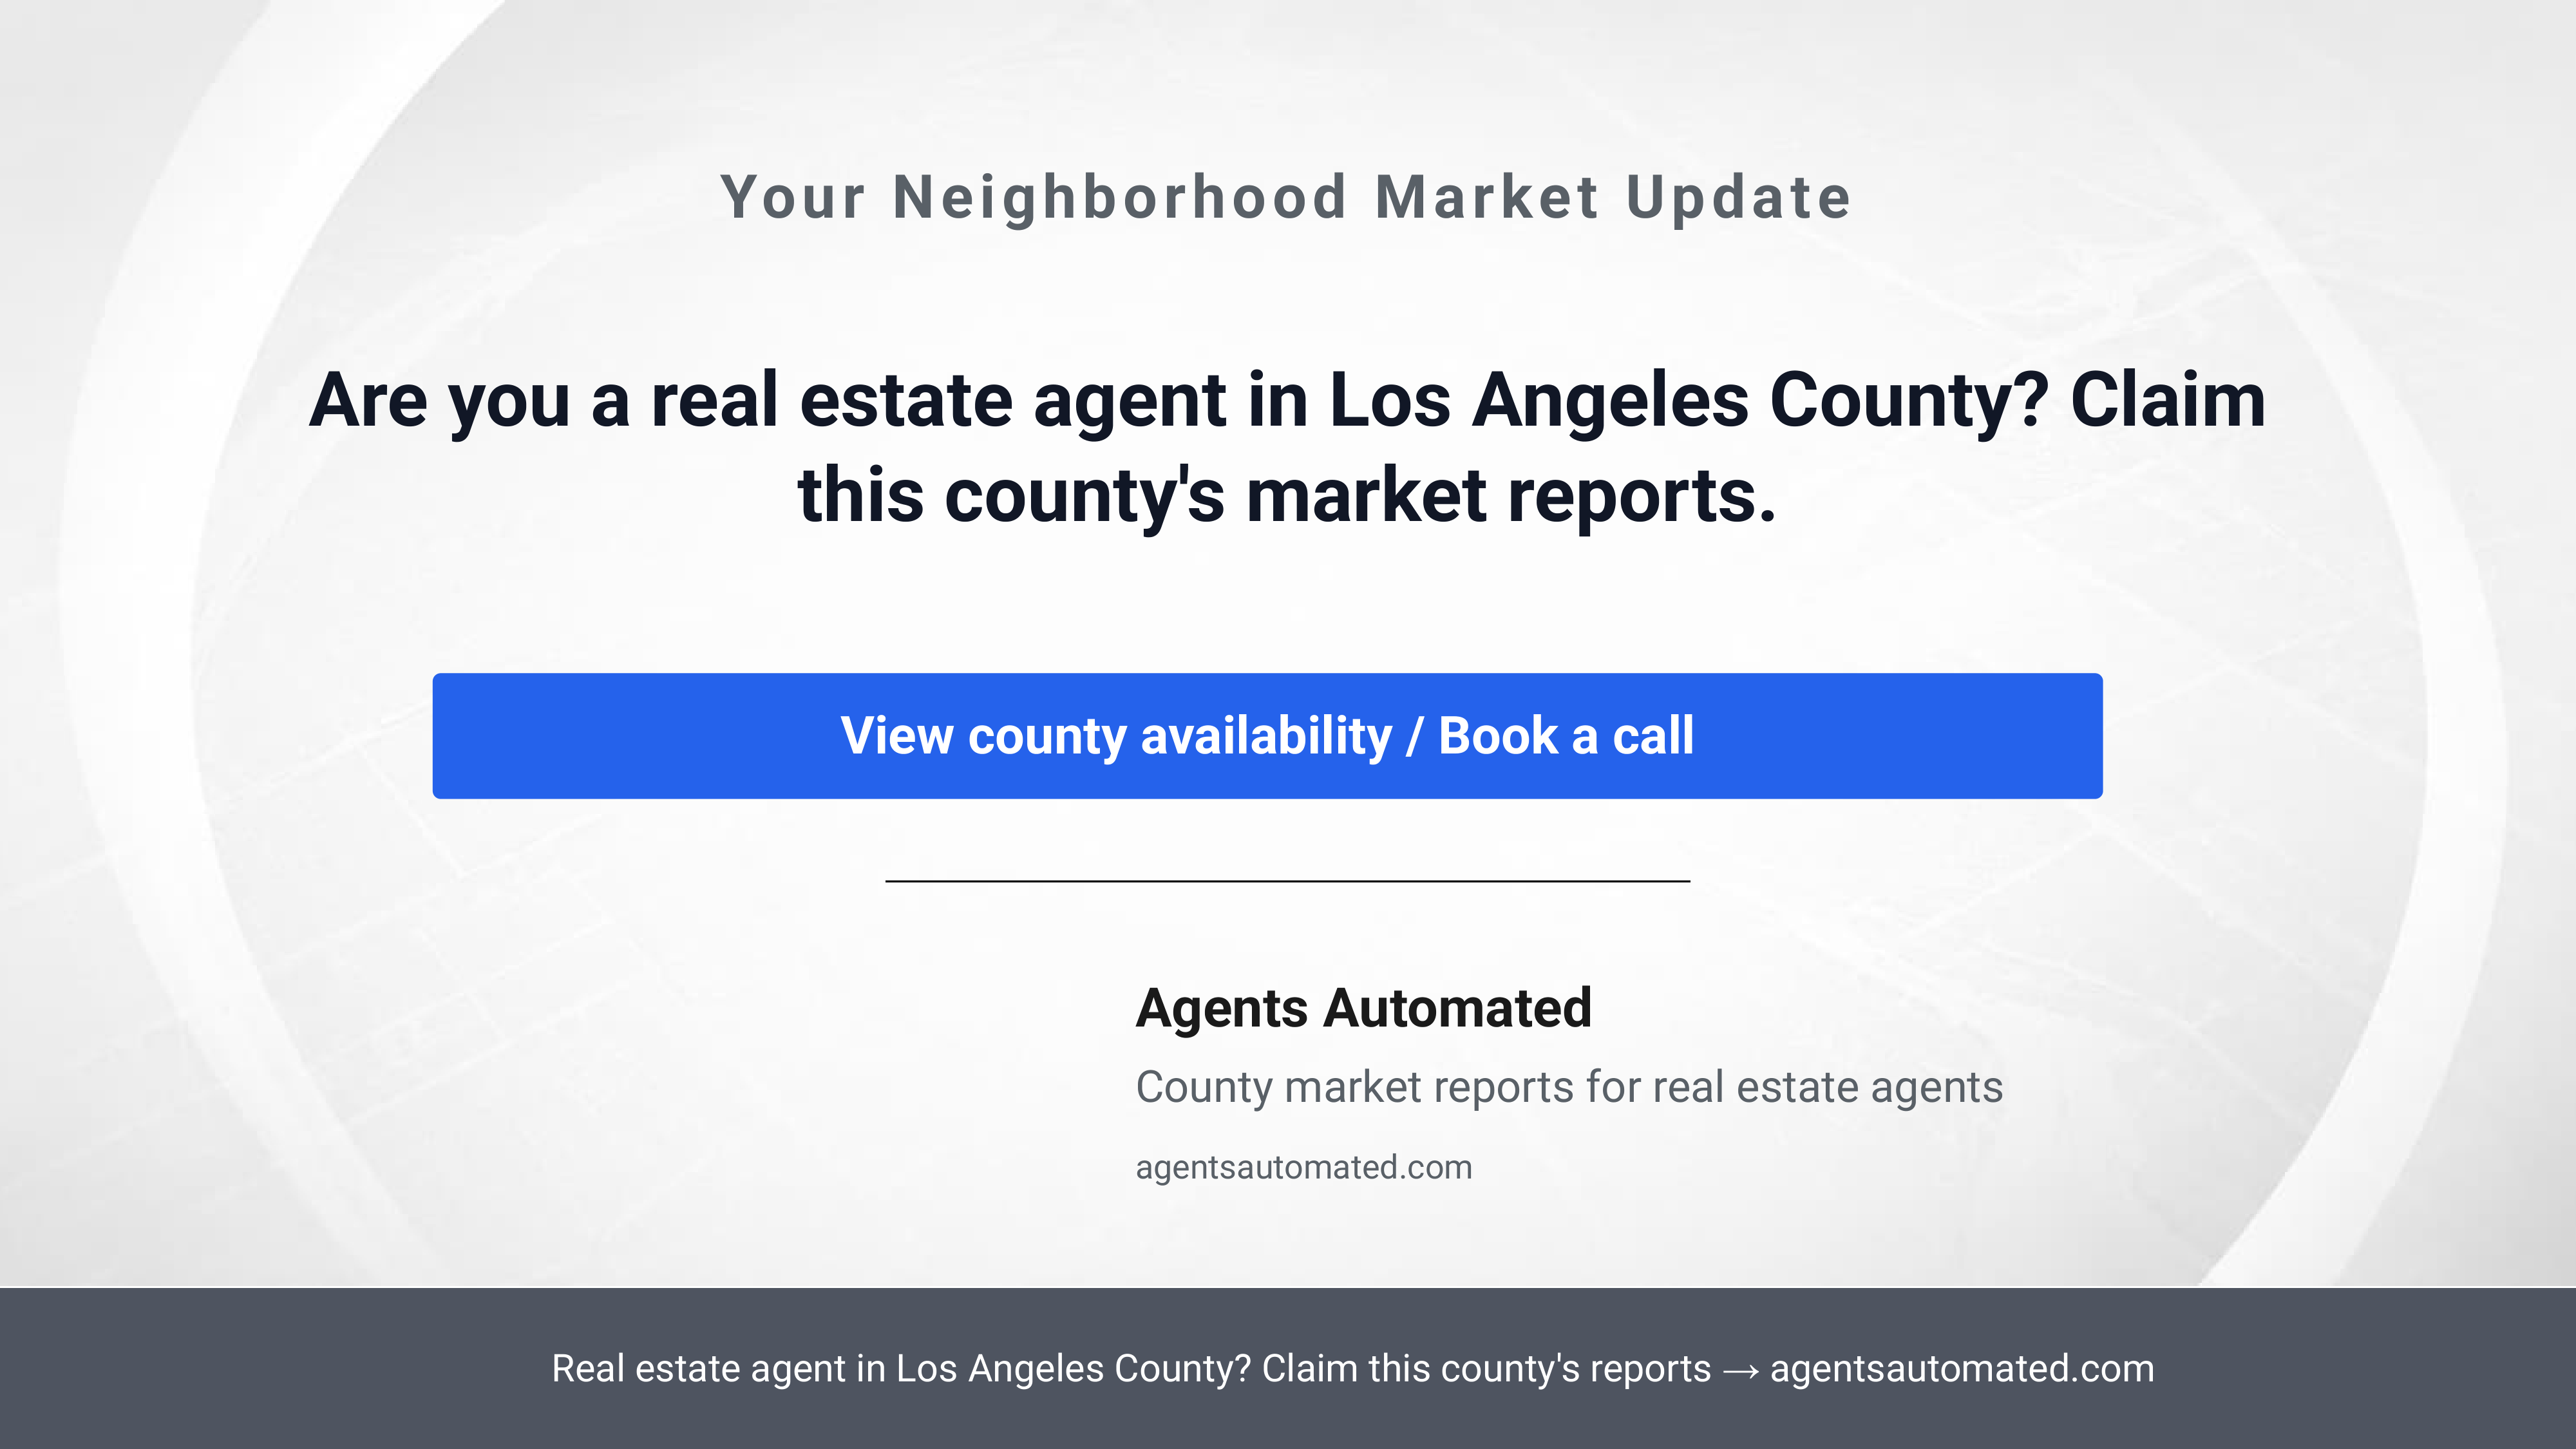 Your Neighborhood Market Update
Are you a real estate agent in Los Angeles County? Claim
this county's market reports.
View county availability / Book a call
Agents Automated
County market reports for real estate agents
agentsautomated.com
Real estate agent in Los Angeles County? Claim this county's reports → agentsautomated.com